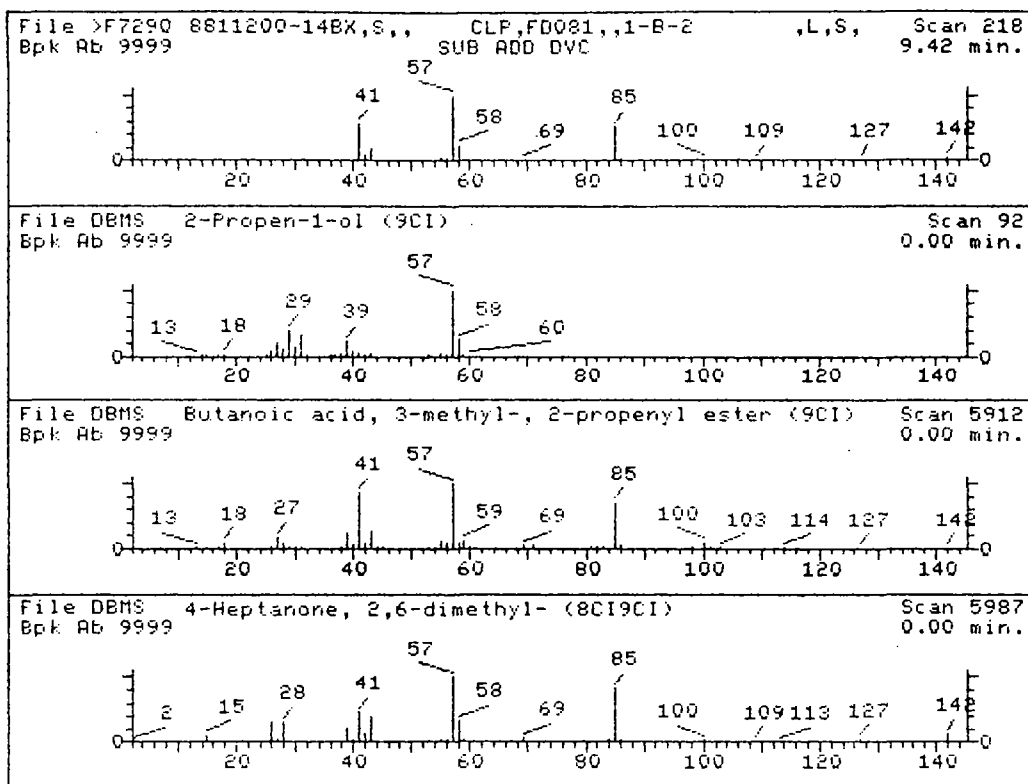 File >F729Q 8811200-14BX,S,, CLP,FD081,,1-B-2 ,L,S, Scan 218
Bpk Ab 9999 SUB ADD DVC 9.42 min.
57
41 58 85
69 100 109 127 142
0 0
20 40 60 80 100 120 140
File DBMS 2-Propen-1-ol (9CI) Scan 92
Bpk Ab 9999 0.00 min.
57
29 39 58
13 18 60
0 0
20 40 60 80 100 120 140
File DBMS Butanoic acid, 3-methyl-, 2-propenyl ester (9CI) Scan 5912
Bpk Ab 9999 0.00 min.
57
41 85
13 18 27 59 69 100 103 114 127 142
0 0
20 40 60 80 100 120 140
File DBMS 4-Heptanone, 2,6-dimethyl- (8CI9CI) Scan 5987
Bpk Ab 9999 0.00 min.
57
41 85
2 15 28 58 69 100 109 113 127 142
0 0
20 40 60 80 100 120 140